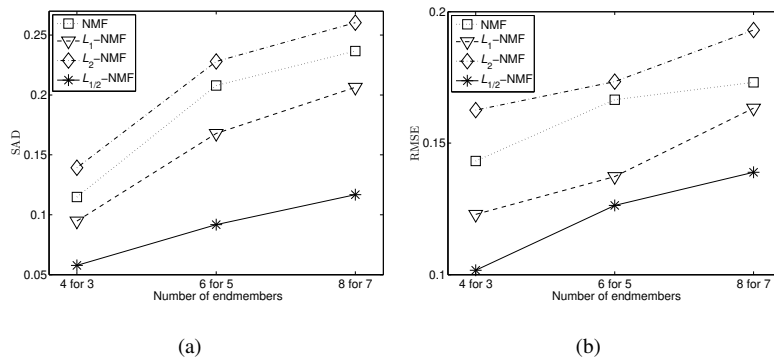 NMF
L1–NMF
L2–NMF
L1/2–NMF
0.25
0.2
0.15
0.1
0.05
SAD
4 for 3
6 for 5
8 for 7
Number of endmembers
(a)
NMF
L1–NMF
L2–NMF
L1/2–NMF
0.2
0.15
0.1
RMSE
4 for 3
6 for 5
8 for 7
Number of endmembers
(b)